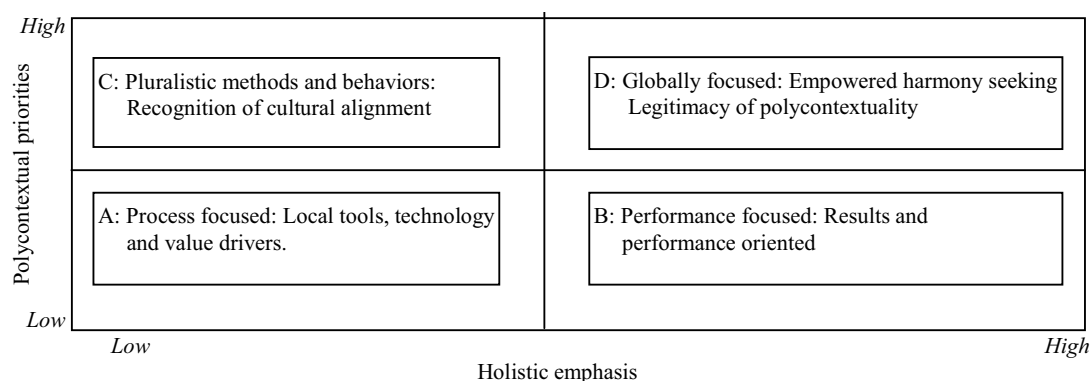 High
C: Pluralistic methods and behaviors:
Recognition of cultural alignment
D: Globally focused: Empowered harmony seeking
Legitimacy of polycontextuality
Polycontextual priorities
A: Process focused: Local tools, technology
and value drivers.
B: Performance focused: Results and
performance oriented
Low
Low
High
Holistic emphasis